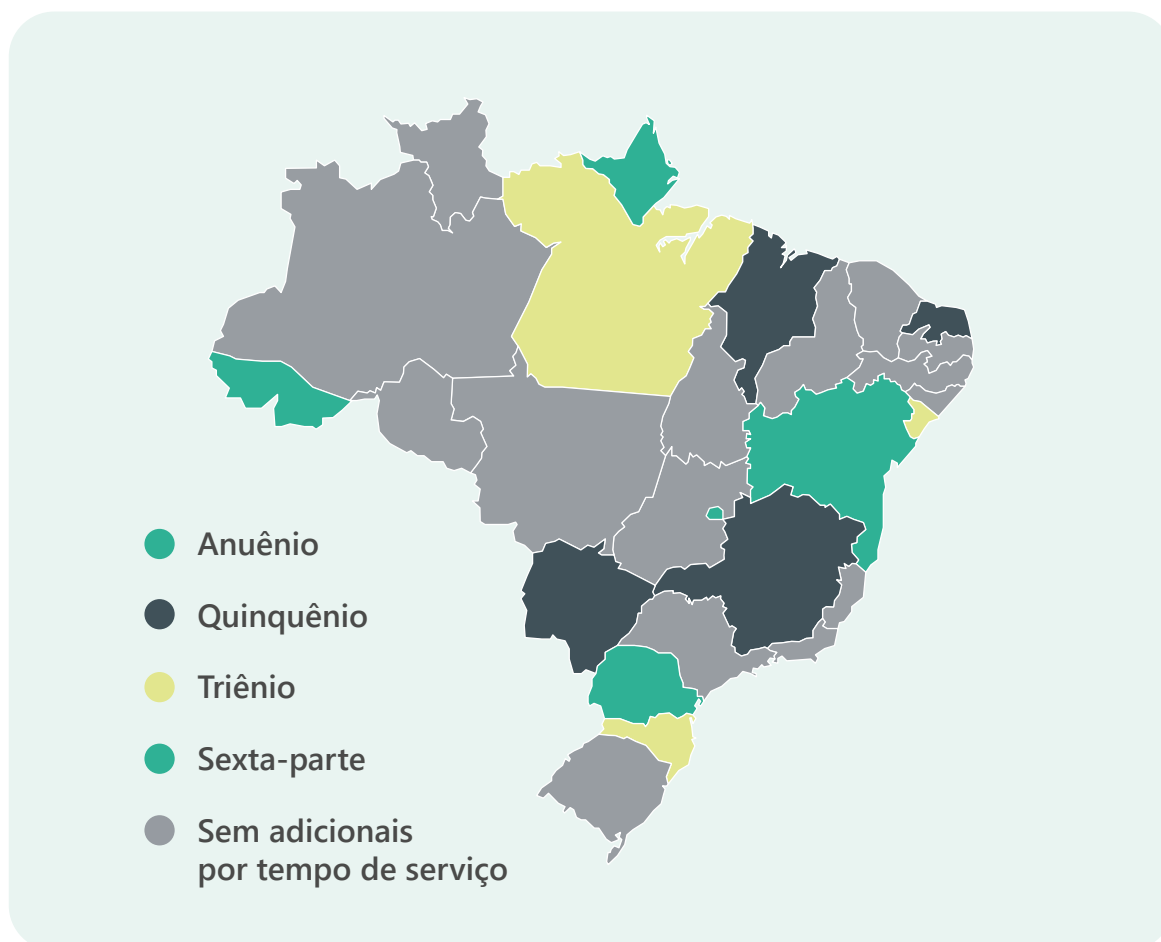 Anuênio
Quinquênio
Triênio
Sexta-parte
Sem adicionais
por tempo de serviço